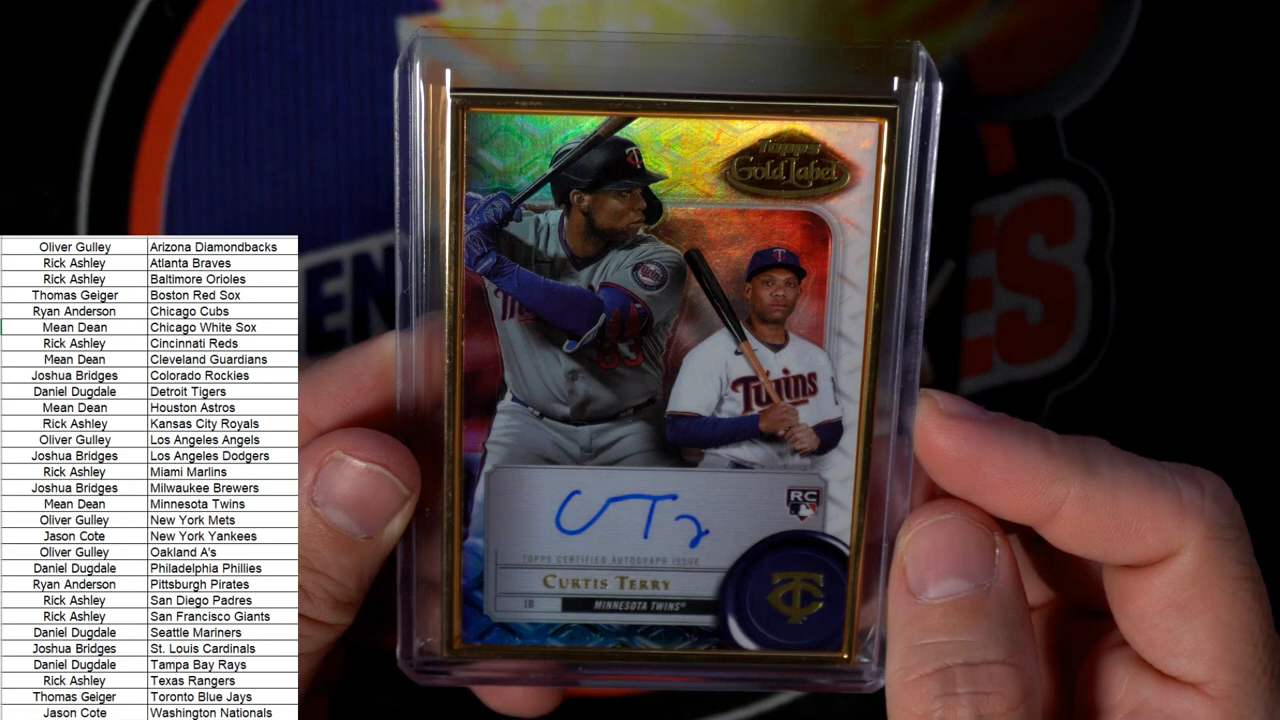 Oliver Gulley Arizona Diamondbacks
Rick Ashley Atlanta Braves
Rick Ashley Baltimore Orioles
Thomas Geiger Boston Red Sox
Ryan Anderson Chicago Cubs
Mean Dean Chicago White Sox
Rick Ashley Cincinnati Reds
Mean Dean Cleveland Guardians
Joshua Bridges Colorado Rockies
Daniel Dugdale Detroit Tigers
Mean Dean Houston Astros
Rick Ashley Kansas City Royals
Oliver Gulley Los Angeles Angels
Joshua Bridges Los Angeles Dodgers
Rick Ashley Miami Marlins
Joshua Bridges Milwaukee Brewers
Mean Dean Minnesota Twins
Oliver Gulley New York Mets
Jason Cote New York Yankees
Oliver Gulley Oakland A's
Daniel Dugdale Philadelphia Phillies
Ryan Anderson Pittsburgh Pirates
Rick Ashley San Diego Padres
Rick Ashley San Francisco Giants
Daniel Dugdale Seattle Mariners
Joshua Bridges St. Louis Cardinals
Daniel Dugdale Tampa Bay Rays
Rick Ashley Texas Rangers
Thomas Geiger Toronto Blue Jays
Jason Cote Washington Nationals
Topps
Gold Label
Twins
83
Twins
RC
TOPPS CERTIFIED AUTOGRAPH ISSUE
CURTIS TERRY
1B MINNESOTA TWINS®
TC